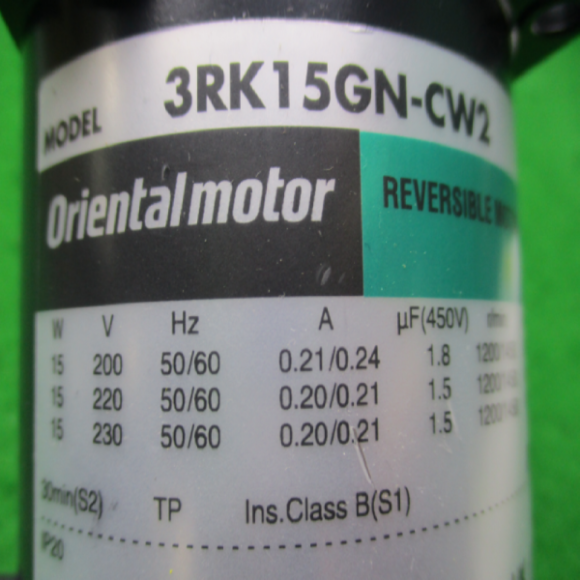 MODEL 3RK15GN-CW2
Orientalmotor REVERSIBLE
W V Hz A µF(450V)
15 200 50/60 0.21/0.24 1.8
15 220 50/60 0.20/0.21 1.5
15 230 50/60 0.20/0.21 1.5
30min(S2) TP Ins.Class B(S1)
IP20